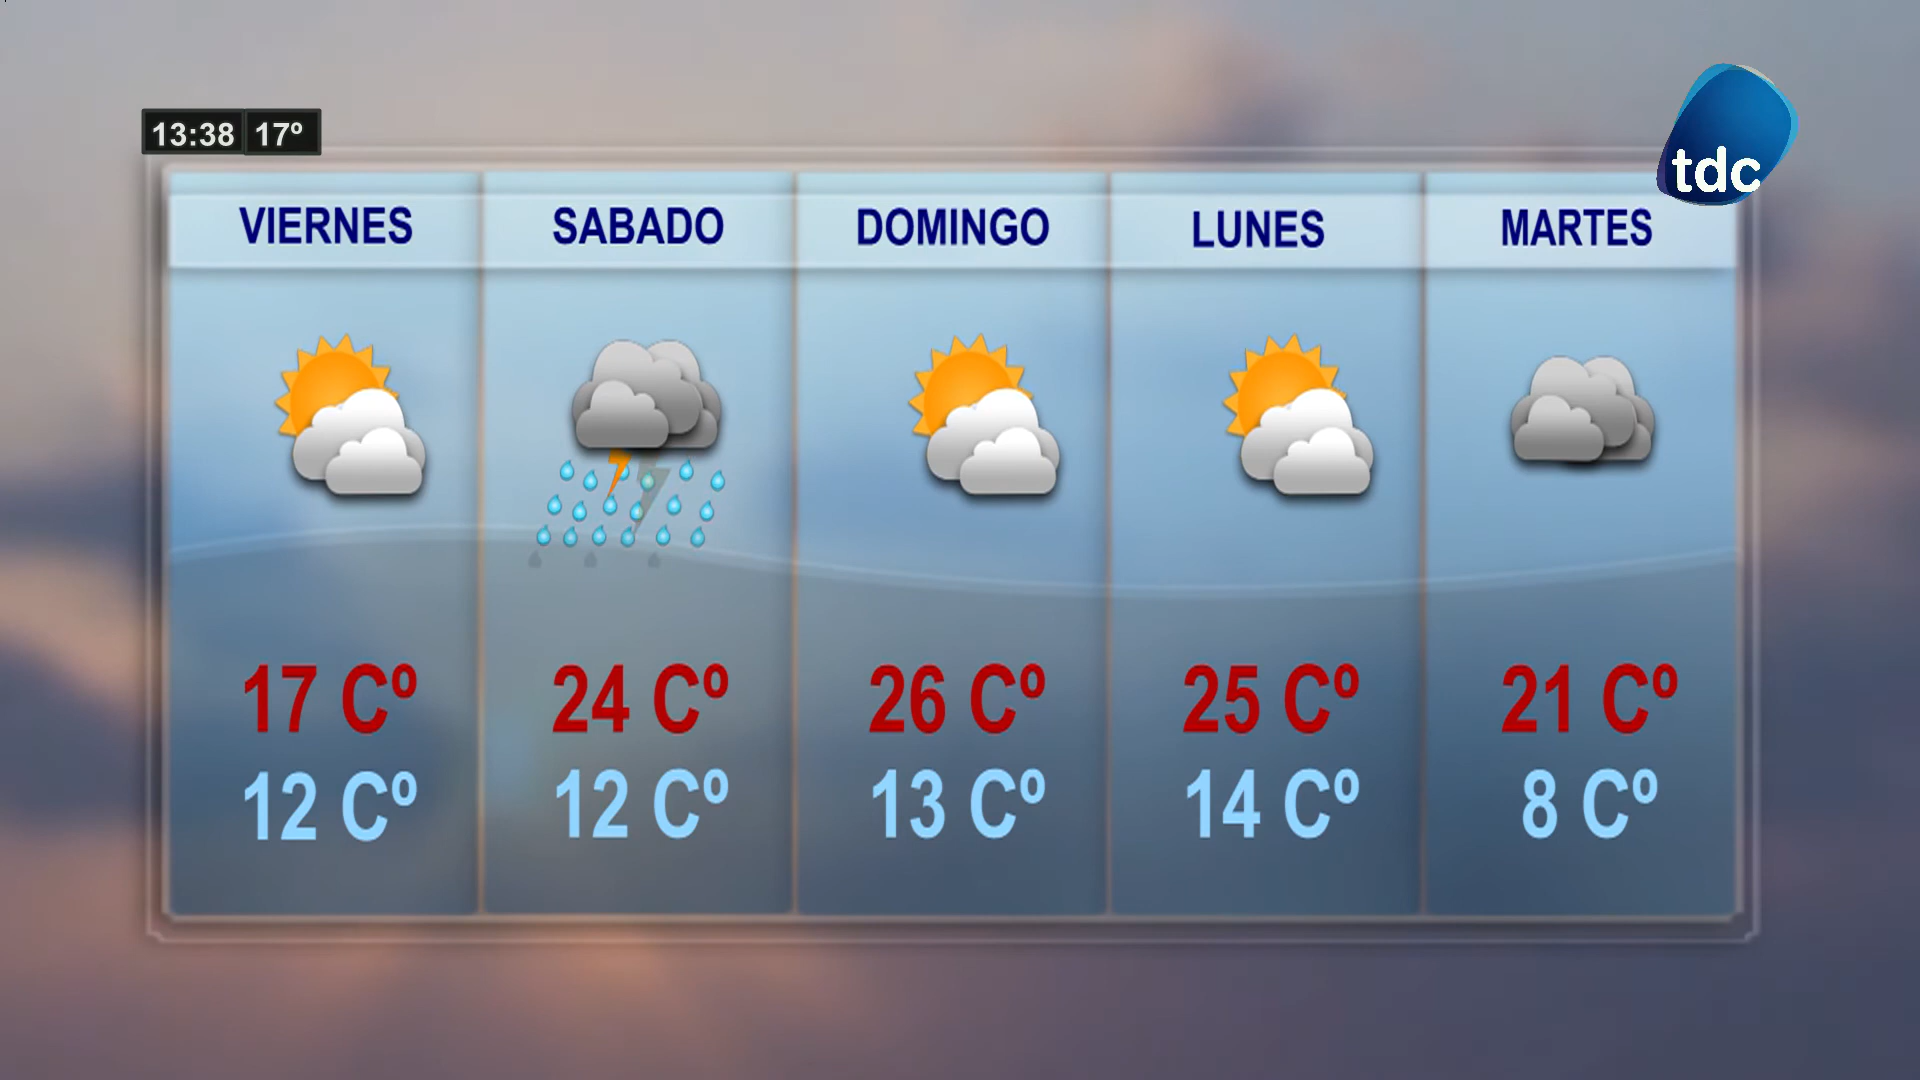 13:38 17º
tdc
VIERNES SABADO DOMINGO LUNES MARTES
17 Cº 24 Cº 26 Cº 25 Cº 21 Cº
12 Cº 12 Cº 13 Cº 14 Cº 8 Cº